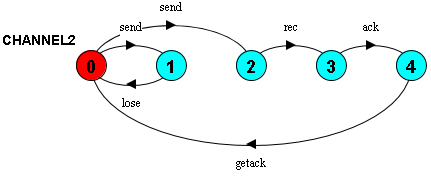 send
CHANNEL2
send
rec
ack
0
1
2
3
4
lose
getack